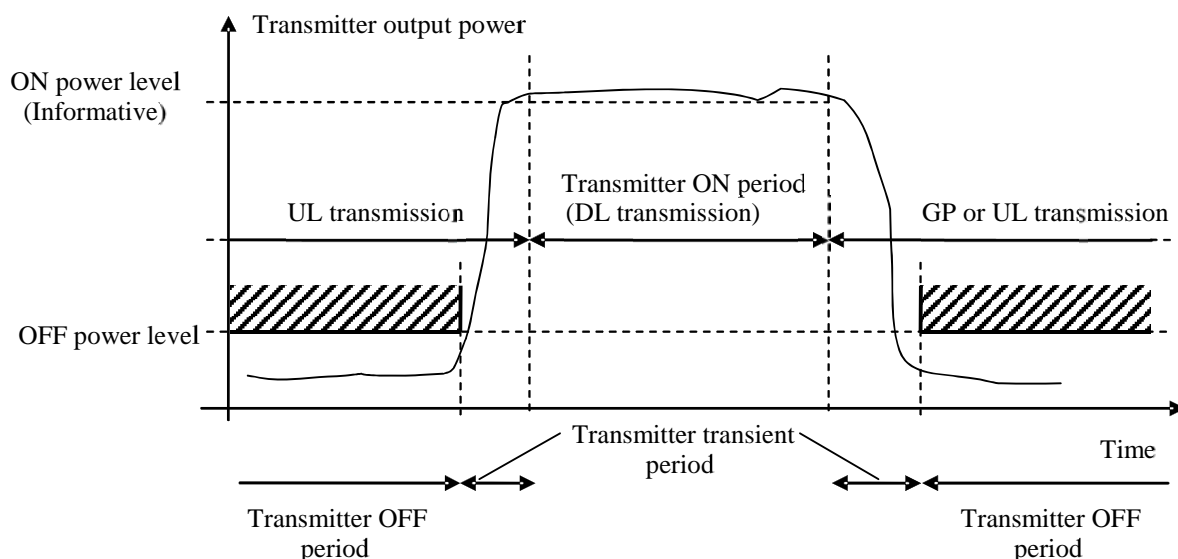 Transmitter output power
ON power level
(Informative)
Transmitter ON period
(DL transmission)
UL transmission
GP or UL transmission
OFF power level
Transmitter transient
period
Time
Transmitter OFF
period
Transmitter OFF
period